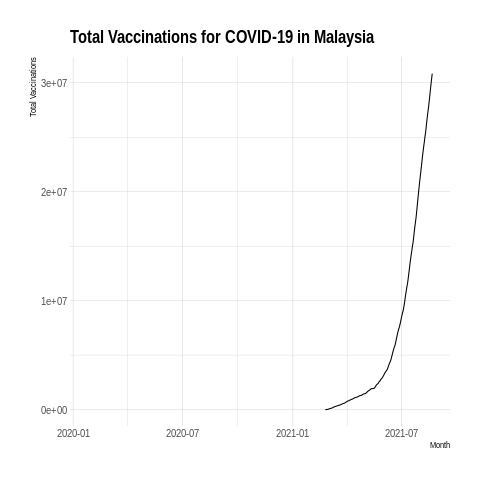 Total Vaccinations for COVID-19 in Malaysia
Total Vaccinations
3e+07
2e+07
1e+07
0e+00
2020-01 2020-07 2021-01 2021-07
Month